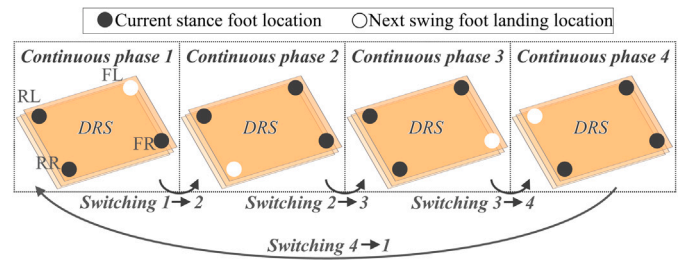 Current stance foot location Next swing foot landing location
Continuous phase 1 Continuous phase 2 Continuous phase 3 Continuous phase 4
FL
RL
DRS DRS DRS DRS
FR
RR
Switching 1→2 Switching 2→3 Switching 3→4
Switching 4→1